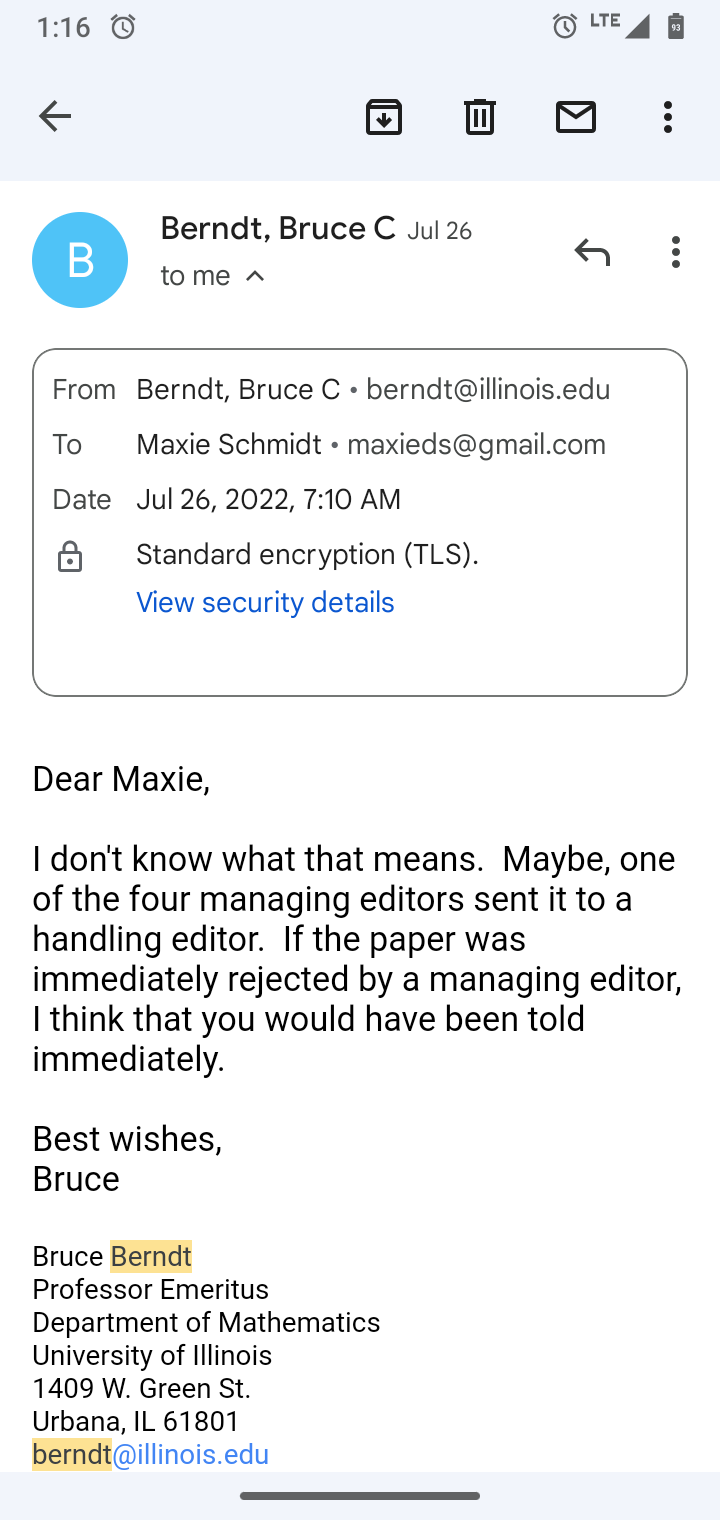 1:16 LTE 93
B
Berndt, Bruce C Jul 26
to me
From Berndt, Bruce C • berndt@illinois.edu
To Maxie Schmidt • maxieds@gmail.com
Date Jul 26, 2022, 7:10 AM
Standard encryption (TLS).
View security details
Dear Maxie,
I don't know what that means.  Maybe, one
of the four managing editors sent it to a
handling editor.  If the paper was
immediately rejected by a managing editor,
I think that you would have been told
immediately.
Best wishes,
Bruce
Bruce Berndt
Professor Emeritus
Department of Mathematics
University of Illinois
1409 W. Green St.
Urbana, IL 61801
berndt@illinois.edu